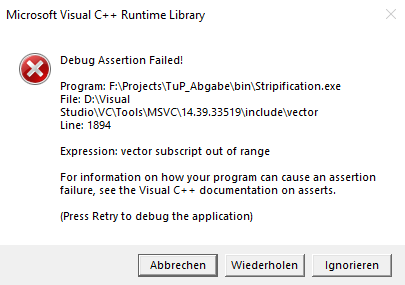 Microsoft Visual C++ Runtime Library
Debug Assertion Failed!
Program: F:\Projects\TuP_Abgabe\bin\Stripification.exe
File: D:\Visual
Studio\VC\Tools\MSVC\14.39.33519\include\vector
Line: 1894
Expression: vector subscript out of range
For information on how your program can cause an assertion
failure, see the Visual C++ documentation on asserts.
(Press Retry to debug the application)
Abbrechen Wiederholen Ignorieren